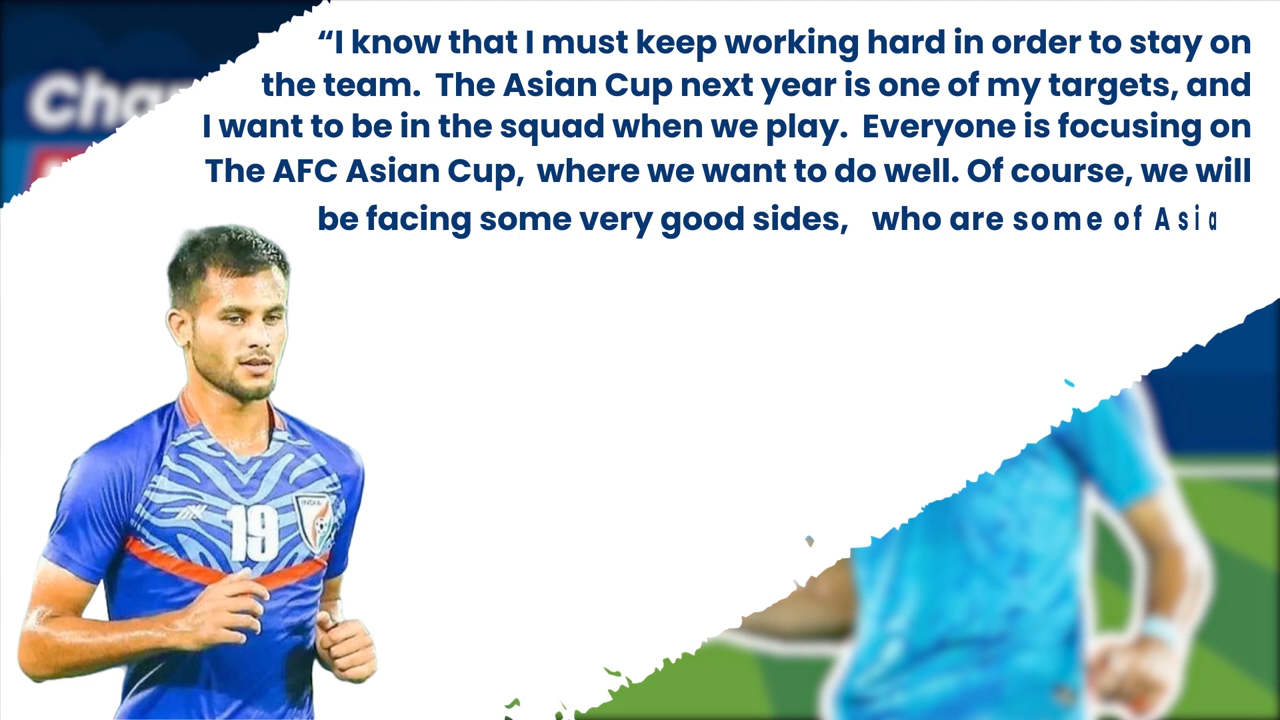 Cha
“I know that I must keep working hard in order to stay on
the team. The Asian Cup next year is one of my targets, and
I want to be in the squad when we play. Everyone is focusing on
The AFC Asian Cup, where we want to do well. Of course, we will
be facing some very good sides, who are some of Asia
INDIA
19